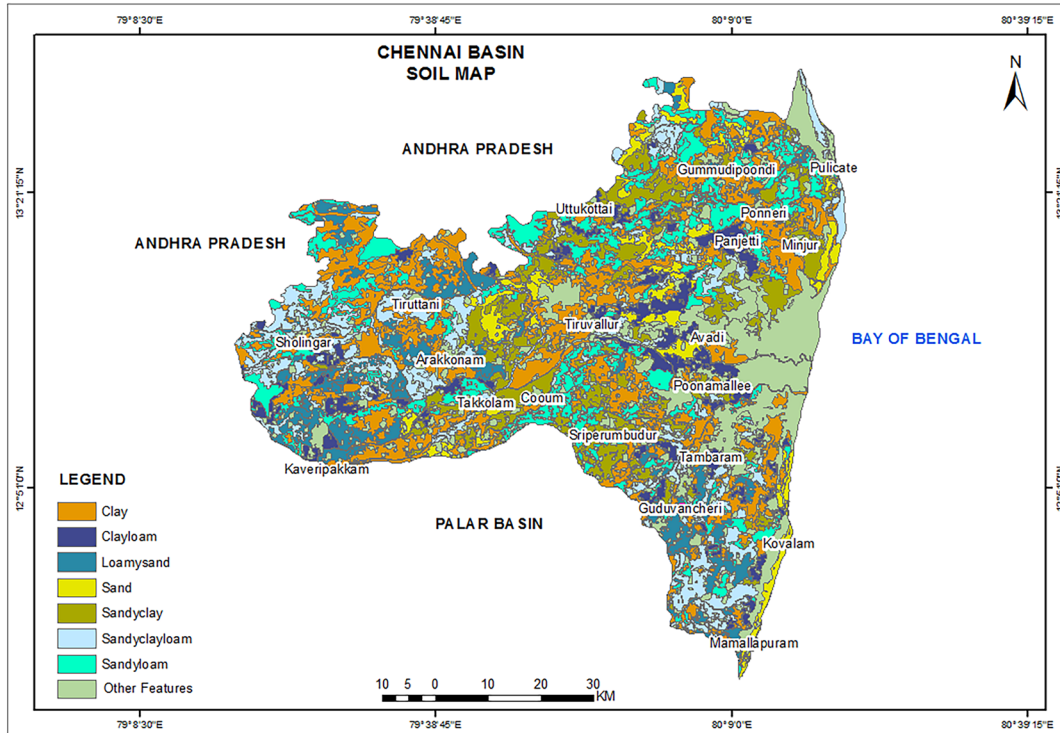 79°8'30"E 79°38'45"E 80°9'0"E 80°39'15"E
CHENNAI BASIN
SOIL MAP
N
ANDHRA PRADESH
Gummudipoondi
Pulicate
13°21'15"N
Uttukottai
Ponneri
ANDHRA PRADESH
Panjetti
Minjur
Tiruttani
Tiruvallur
Avadi
BAY OF BENGAL
Sholingar
Arakkonam
Poonamallee
Takkolam
Cooum
Sriperumbudur
Tambaram
Kaveripakkam
LEGEND
12°5'10"N
Clay
Guduvancheri
PALAR BASIN
Clayloam
Kovalam
Loamysand
Sand
Sandyclay
Sandyclayloam
Mamallapuram
Sandyloam
Other Features
10 5 0 10 20 30
KM
79°8'30"E 79°38'45"E 80°9'0"E 80°39'15"E